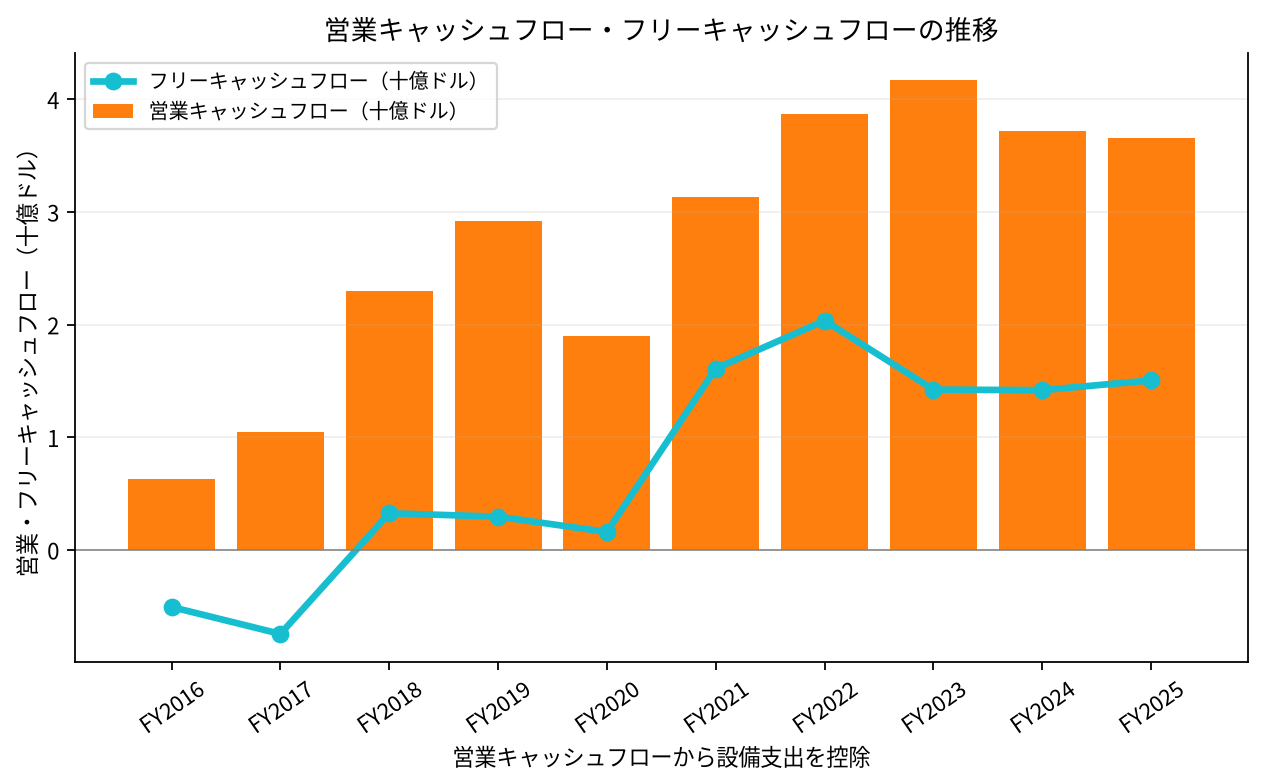 営業キャッシュフロー・フリーキャッシュフローの推移
フリーキャッシュフロー（十億ドル）
営業キャッシュフロー（十億ドル）
営業・フリーキャッシュフロー（十億ドル）
4
3
2
1
0
FY2016
FY2017
FY2018
FY2019
FY2020
FY2021
FY2022
FY2023
FY2024
FY2025
営業キャッシュフローから設備支出を控除